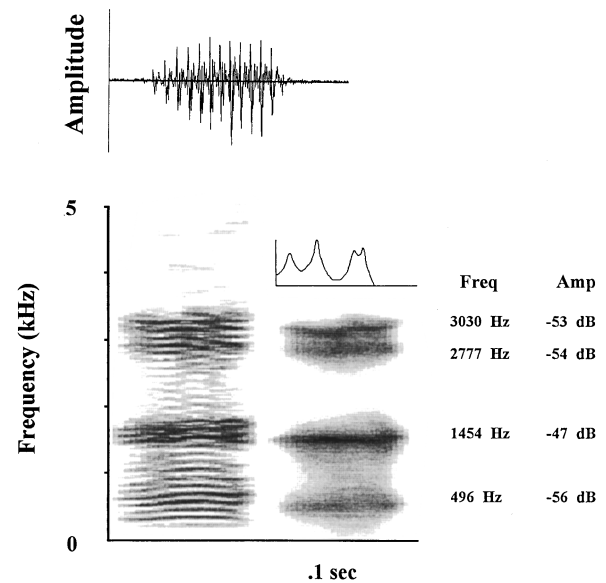 Amplitude
5
Frequency (kHz)
0
.1 sec
Freq Amp
3030 Hz -53 dB
2777 Hz -54 dB
1454 Hz -47 dB
496 Hz -56 dB